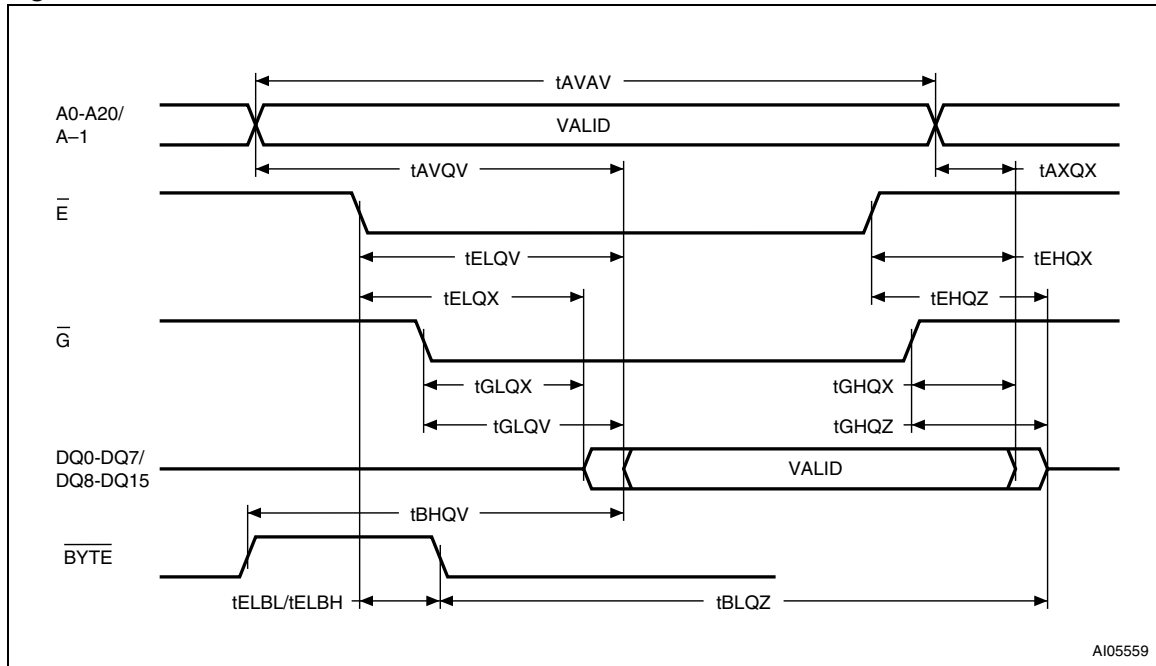 tAVAV
A0-A20/
A–1
VALID
tAVQV
tAXQX
E
tELQV
tEHQX
tELQX
tEHQZ
G
tGLQX
tGHQX
tGLQV
tGHQZ
DQ0-DQ7/
DQ8-DQ15
VALID
tBHQV
BYTE
tELBL/tELBH
tBLQZ
AI05559